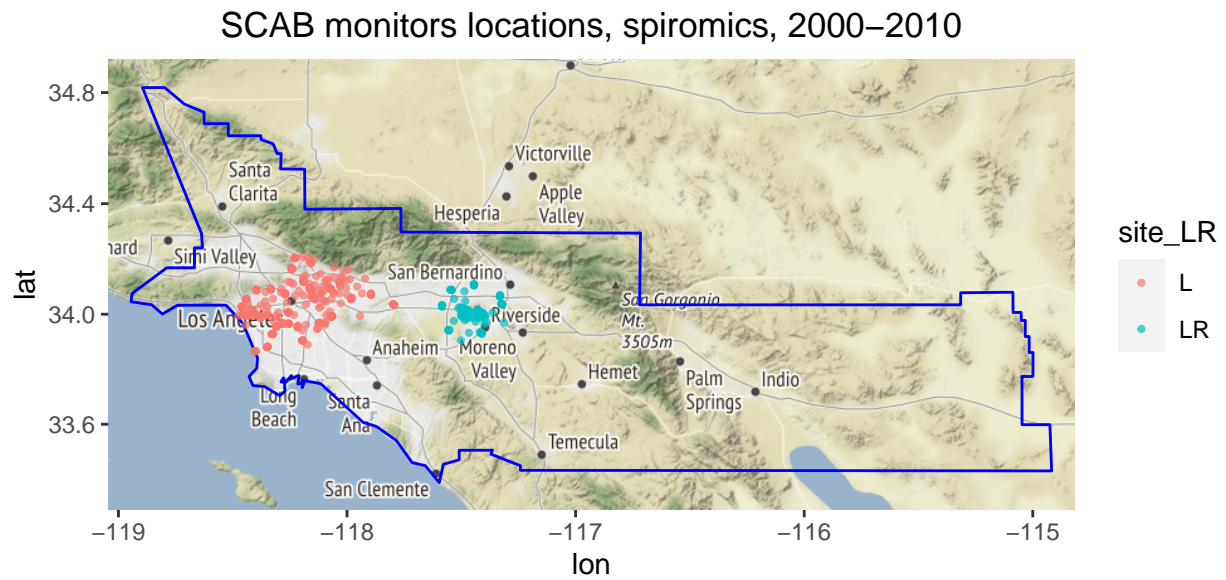 SCAB monitors locations, spiromics, 2000−2010
34.8
34.4
34.0
33.6
lat
Victorville
Santa
Clarita
Apple
Valley
Hesperia
nard
Simi Valley
San Bernardino
San Gorgonio
Mt.
3505m
Los Angeles
Riverside
Anaheim
Moreno
Valley
Hemet
Palm
Springs
Indio
Long
Beach
Santa
Ana
Temecula
San Clemente
−119
−118
−117
−116
−115
lon
site_LR
L
LR